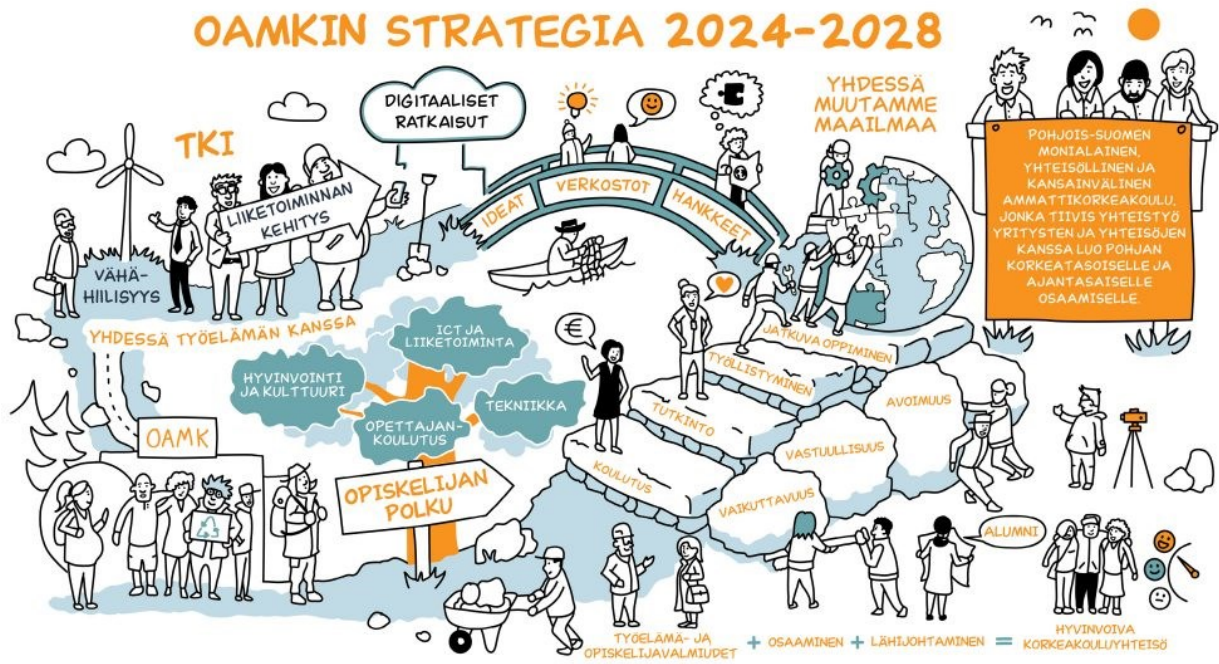 OAMKIN STRATEGIA 2024-2028
DIGITAALISET
RATKAISUT
TKI
LIIKETOIMINNAN
KEHITYS
VÄHÄ-
HIILISYYS
YHDESSÄ TYÖELÄMÄN KANSSA
IDEAT
VERKOSTOT
HANKKEET
YHDESSÄ
MUUTAMME
MAAILMAA
POHJOIS-SUOMEN
MONIALAINEN,
YHTEISÖLLINEN JA
KANSAINVÄLINEN
AMMATTIKORKEAKOULU,
JONKA TIIVIS YHTEISTYÖ
YRITYSTEN JA YHTEISÖJEN
KANSSA LUO POHJAN
KORKEATASOISELLE JA
AJANTASAISELLE
OSAAMISELLE.
ICT JA
LIIKETOIMINTA
HYVINVOINTI
JA KULTTUURI
TEKNIIKKA
OPETTAJAN-
KOULUTUS
OAMK
OPISKELIJAN
POLKU
€
JATKUVA OPPIMINEN
TYÖLLISTYMINEN
TUTKINTO
KOULUTUS
AVOIMUUS
VASTUULLISUUS
VAIKUTTAVUUS
ALUMNI
TYÖELÄMÄ- JA
OPISKELIJAVALMIUDET
+ OSAAMINEN + LÄHIJOHTAMINEN =
HYVINVOIVA
KORKEAKOULUYHTEISÖ